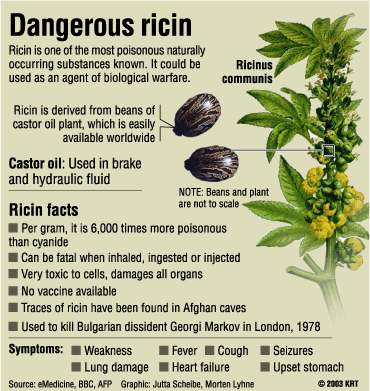 Dangerous ricin
Ricin is one of the most poisonous naturally
occurring substances known. It could be
used as an agent of biological warfare.
Ricinus
communis
Ricin is derived from beans of
castor oil plant, which is easily
available worldwide
Castor oil: Used in brake
and hydraulic fluid
NOTE: Beans and plant
are not to scale
Ricin facts
Per gram, it is 6,000 times more poisonous
than cyanide
Can be fatal when inhaled, ingested or injected
Very toxic to cells, damages all organs
No vaccine available
Traces of ricin have been found in Afghan caves
Used to kill Bulgarian dissident Georgi Markov in London, 1978
Symptoms: Weakness Fever Cough Seizures
Lung damage Heart failure Upset stomach
Source: eMedicine, BBC, AFP Graphic: Jutta Scheibe, Morten Lyhne © 2003 KRT